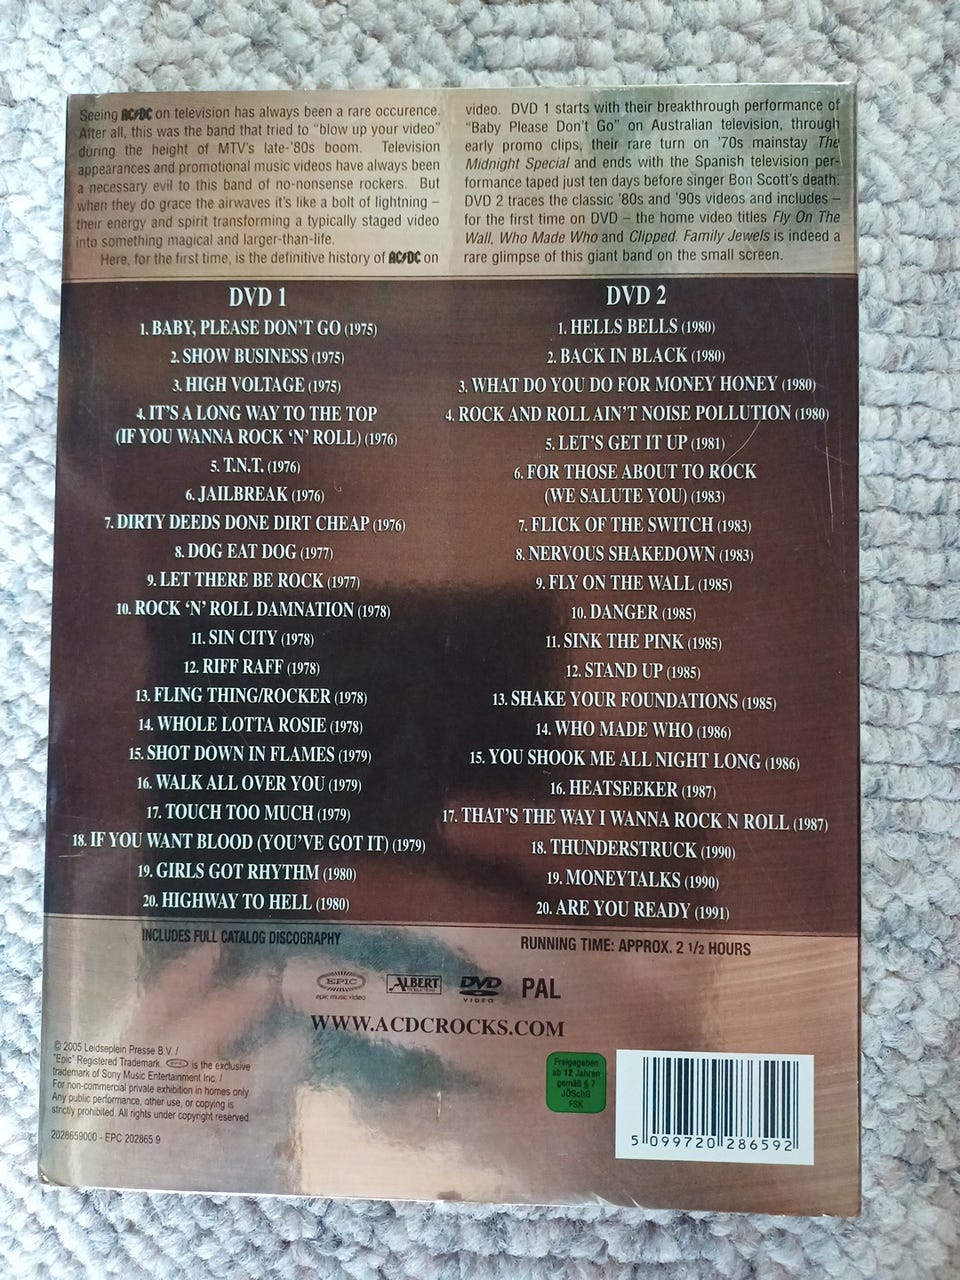 Seeing AC/DC on television has always been a rare occurence.
After all, this was the band that tried to "blow up your video"
during the height of MTV's late-'80s boom. Television
appearances and promotional music videos have always been
a necessary evil to this band of no-nonsense rockers. But
when they do grace the airwaves it's like a bolt of lightning –
their energy and spirit transforming a typically staged video
into something magical and larger-than-life.
Here, for the first time, is the definitive history of AC/DC on
video. DVD 1 starts with their breakthrough performance of
"Baby Please Don't Go" on Australian television, through
early promo clips, their rare turn on '70s mainstay The
Midnight Special and ends with the Spanish television per-
formance taped just ten days before singer Bon Scott's death.
DVD 2 traces the classic '80s and '90s videos and includes –
for the first time on DVD – the home video titles Fly On The
Wall, Who Made Who and Clipped. Family Jewels is indeed a
rare glimpse of this giant band on the small screen.
DVD 1
1. BABY, PLEASE DON'T GO (1975)
2. SHOW BUSINESS (1975)
3. HIGH VOLTAGE (1975)
4. IT'S A LONG WAY TO THE TOP
(IF YOU WANNA ROCK 'N' ROLL) (1976)
5. T.N.T. (1976)
6. JAILBREAK (1976)
7. DIRTY DEEDS DONE DIRT CHEAP (1976)
8. DOG EAT DOG (1977)
9. LET THERE BE ROCK (1977)
10. ROCK 'N' ROLL DAMNATION (1978)
11. SIN CITY (1978)
12. RIFF RAFF (1978)
13. FLING THING/ROCKER (1978)
14. WHOLE LOTTA ROSIE (1978)
15. SHOT DOWN IN FLAMES (1979)
16. WALK ALL OVER YOU (1979)
17. TOUCH TOO MUCH (1979)
18. IF YOU WANT BLOOD (YOU'VE GOT IT) (1979)
19. GIRLS GOT RHYTHM (1980)
20. HIGHWAY TO HELL (1980)
DVD 2
1. HELLS BELLS (1980)
2. BACK IN BLACK (1980)
3. WHAT DO YOU DO FOR MONEY HONEY (1980)
4. ROCK AND ROLL AIN'T NOISE POLLUTION (1980)
5. LET'S GET IT UP (1981)
6. FOR THOSE ABOUT TO ROCK
(WE SALUTE YOU) (1983)
7. FLICK OF THE SWITCH (1983)
8. NERVOUS SHAKEDOWN (1983)
9. FLY ON THE WALL (1985)
10. DANGER (1985)
11. SINK THE PINK (1985)
12. STAND UP (1985)
13. SHAKE YOUR FOUNDATIONS (1985)
14. WHO MADE WHO (1986)
15. YOU SHOOK ME ALL NIGHT LONG (1986)
16. HEATSEEKER (1987)
17. THAT'S THE WAY I WANNA ROCK N ROLL (1987)
18. THUNDERSTRUCK (1990)
19. MONEYTALKS (1990)
20. ARE YOU READY (1991)
INCLUDES FULL CATALOG DISCOGRAPHY
RUNNING TIME: APPROX. 2 1/2 HOURS
EPIC
epic music video
ALBERT
PRODUCTIONS
DVD
VIDEO
PAL
WWW.ACDCROCKS.COM
© 2005 Leidseplein Presse B.V. /
"Epic" Registered Trademark. EPIC is the exclusive
trademark of Sony Music Entertainment Inc. /
For non-commercial private exhibition in homes only.
Any public performance, other use, or copying is
strictly prohibited. All rights under copyright reserved.
2028659000 - EPC 202865 9
Freigegeben
ab 12 Jahren
gemäß § 7
JÖSchG
FSK
5 099720 286592